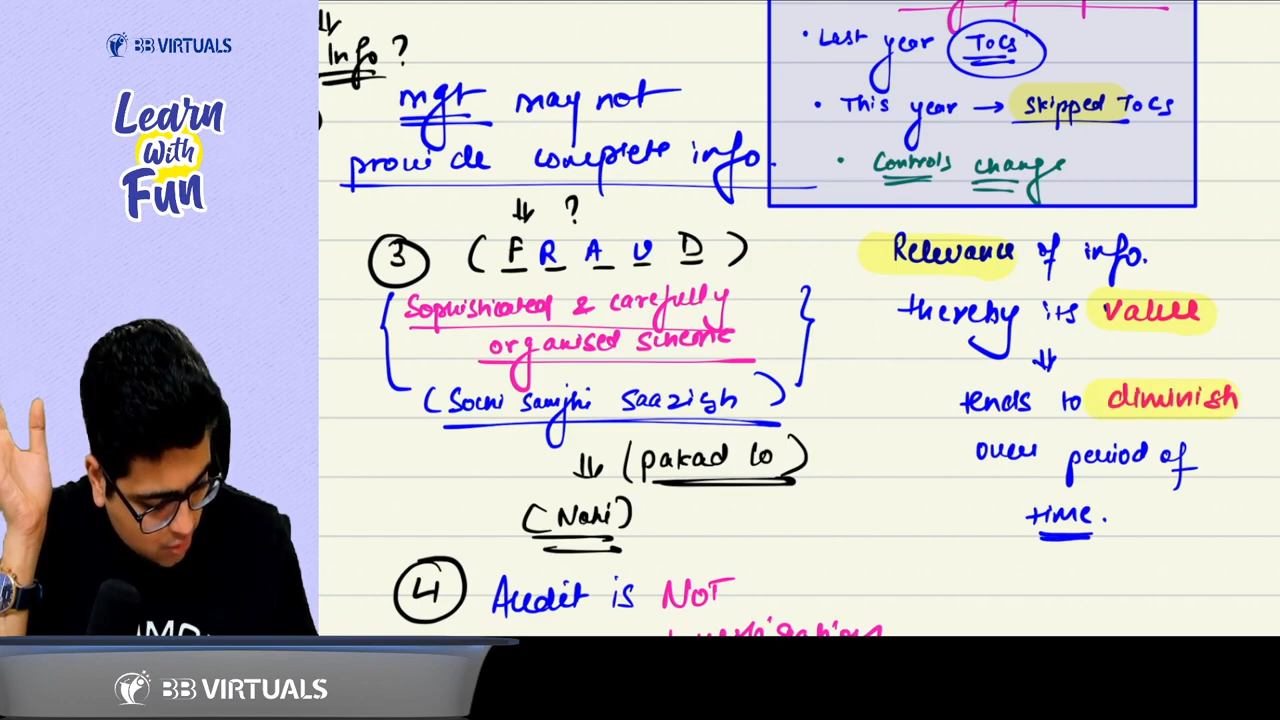 BB VIRTUALS
Learn
With
Fun
Info ?
mgt may not
provide complete info.
?
3 ( F R A U D )
Sophisticated & carefully
organised scheme
(Sochi Samjhi Saazish)
(pakad lo)
(Nahi)
4 Audit is NOT
• Last year TOCs
• This year → skipped TOCs
• Controls change
Relevance of info.
thereby its value
tends to diminish
over period of
time.
BB VIRTUALS